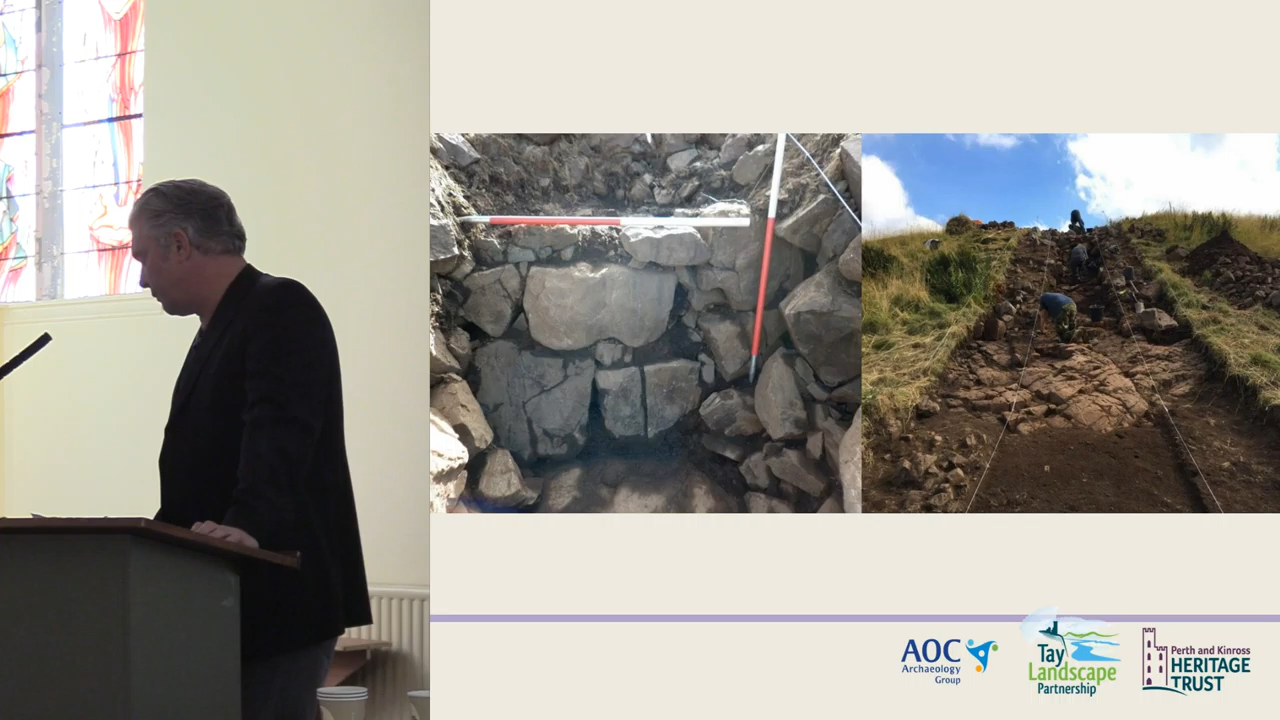 AOC
Archaeology
Group
Tay
Landscape
Partnership
Perth and Kinross
HERITAGE
TRUST